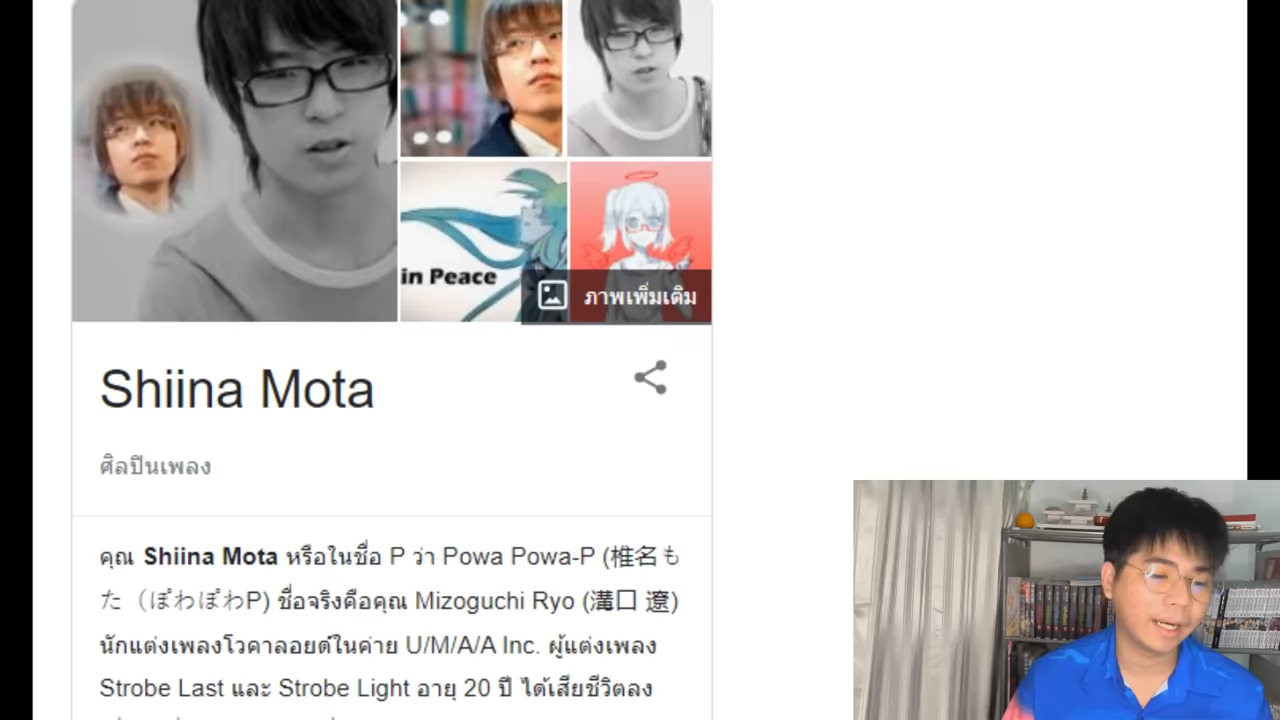 in Peace
ภาพเพิ่มเติม
Shiina Mota
ศิลปินเพลง
คุณ Shiina Mota หรือในชื่อ P ว่า Powa Powa-P (椎名も
た（ぽわぽわP) ชื่อจริงคือคุณ Mizoguchi Ryo (溝口 遼)
นักแต่งเพลงโวคาลอยด์ในค่าย U/M/A/A Inc. ผู้แต่งเพลง
Strobe Last และ Strobe Light อายุ 20 ปี ได้เสียชีวิตลง